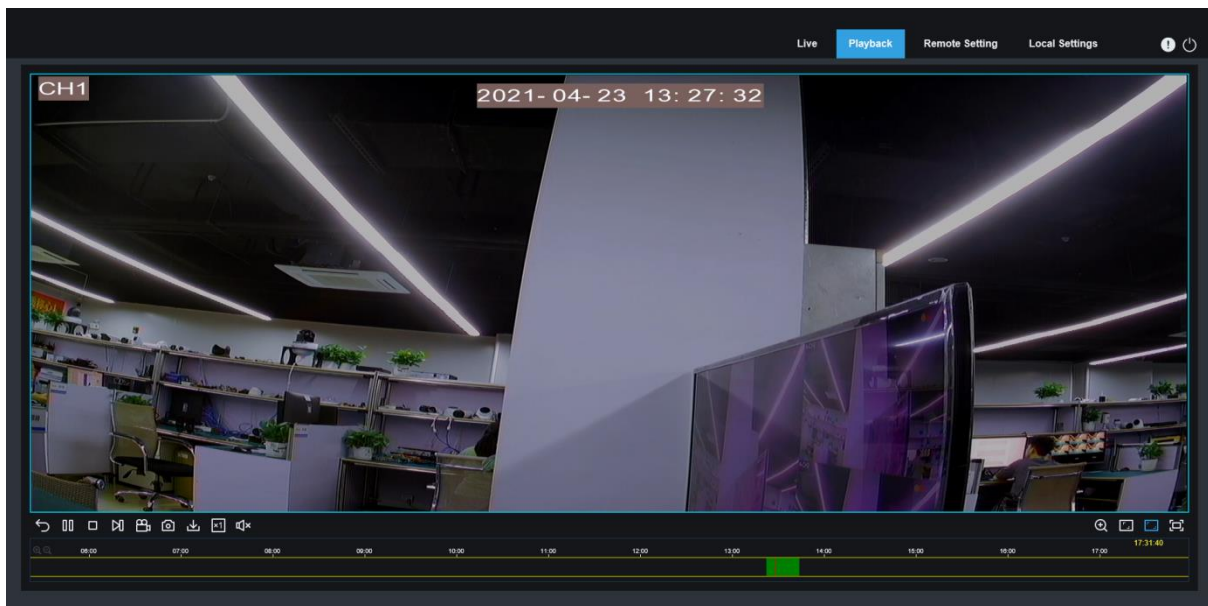 Live Playback Remote Setting Local Settings
CH1
2021- 04- 23 13: 27: 32
×1
17:31:40
06:00 07:00 08:00 09:00 10:00 11:00 12:00 13:00 14:00 15:00 16:00 17:00